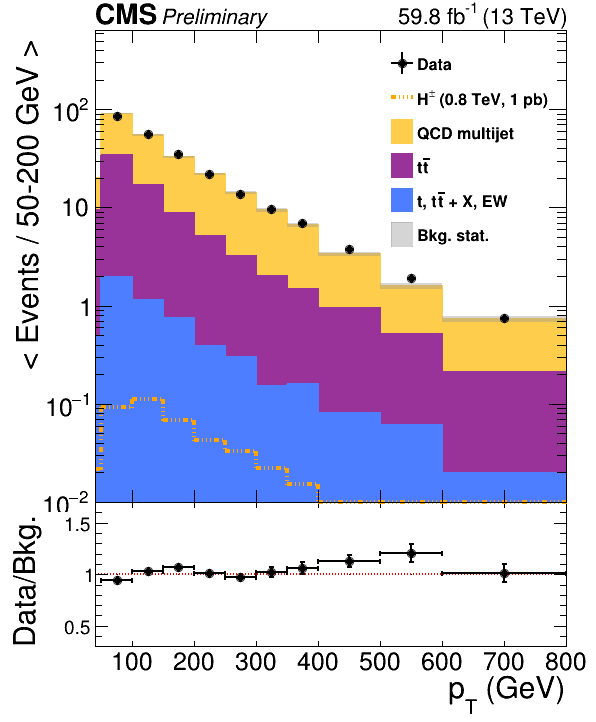 CMS Preliminary 59.8 fb⁻¹ (13 TeV)
< Events / 50-200 GeV >
10²
10
1
10⁻¹
10⁻²
Data
H± (0.8 TeV, 1 pb)
QCD multijet
tt̄
t, tt̄ + X, EW
Bkg. stat.
Data/Bkg.
1.5
1
0.5
100 200 300 400 500 600 700 800
p_T (GeV)